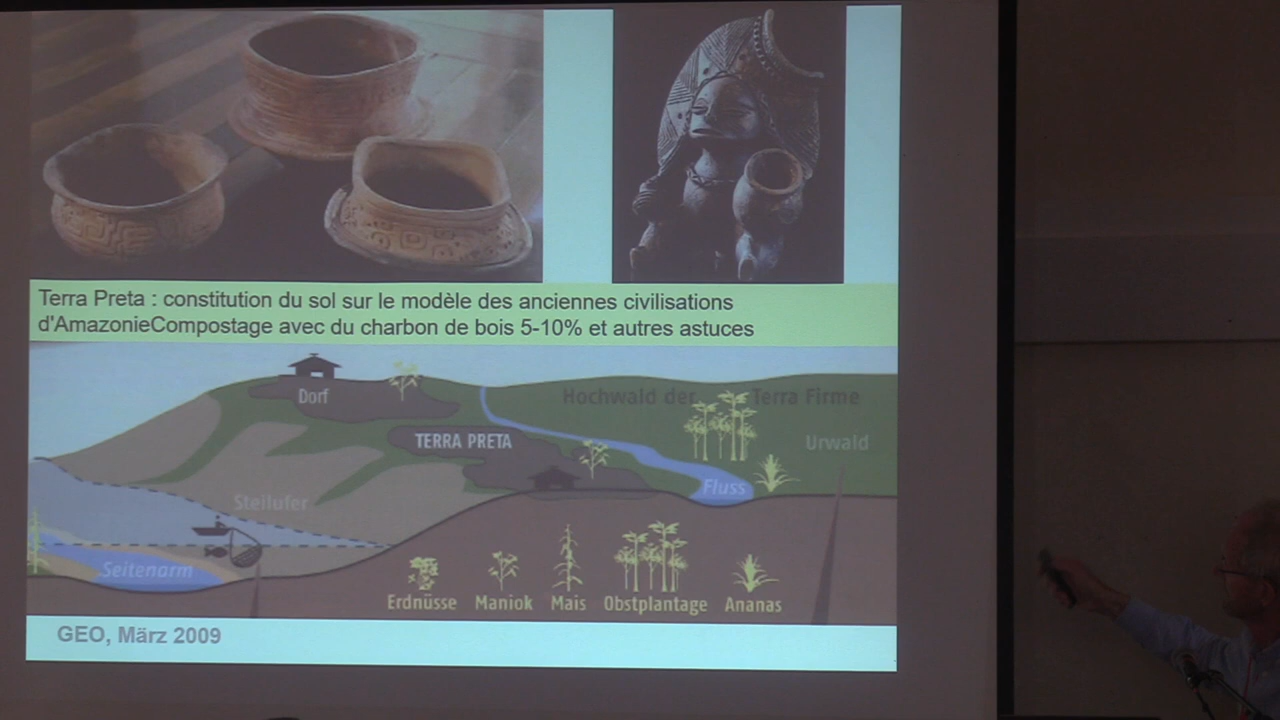 Terra Preta : constitution du sol sur le modèle des anciennes civilisations
d'AmazonieCompostage avec du charbon de bois 5-10% et autres astuces
Dorf
Hochwald der Terra Firme
TERRA PRETA
Urwald
Fluss
Steilufer
Seitenarm
Erdnüsse Maniok Mais Obstplantage Ananas
GEO, März 2009